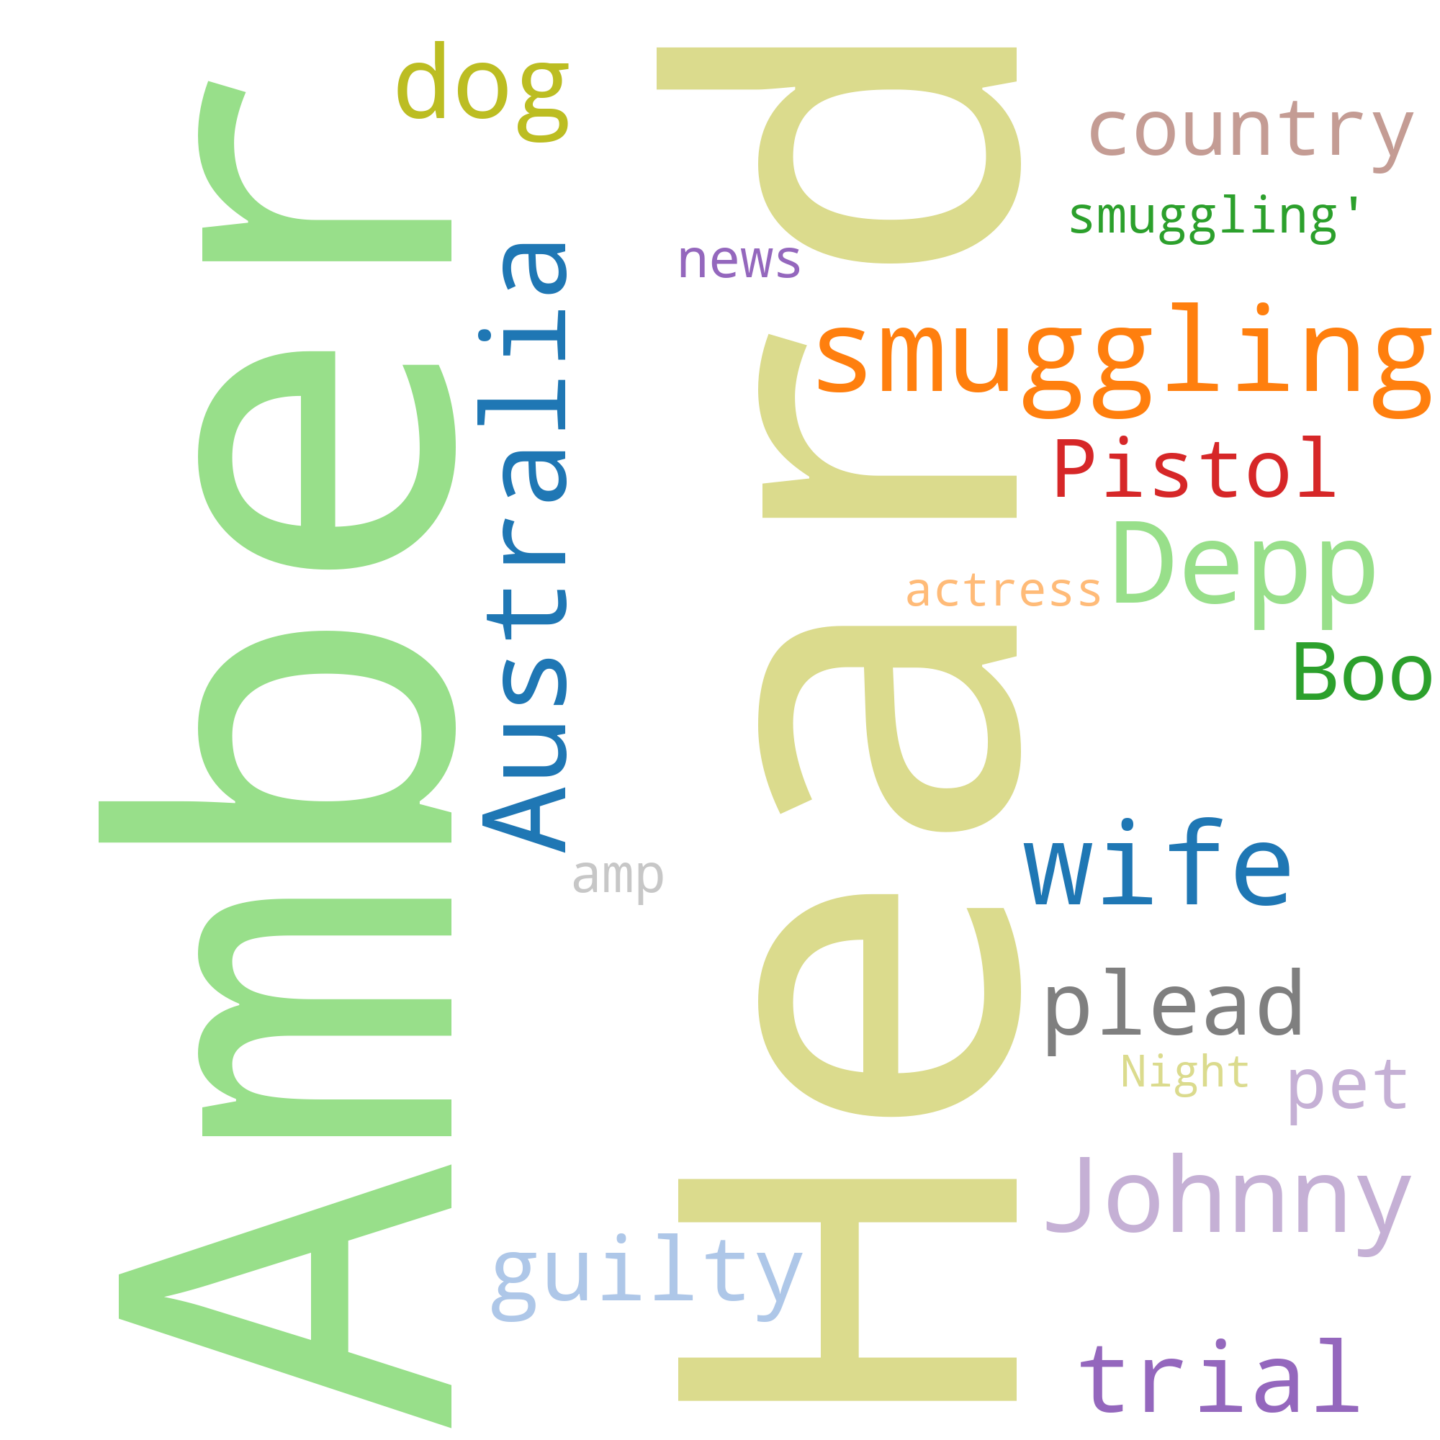 Amber
dog
Australia
Heard
news
country
smuggling'
smuggling
Pistol
actress
Depp
Boo
amp
wife
plead
Night
pet
Johnny
guilty
trial